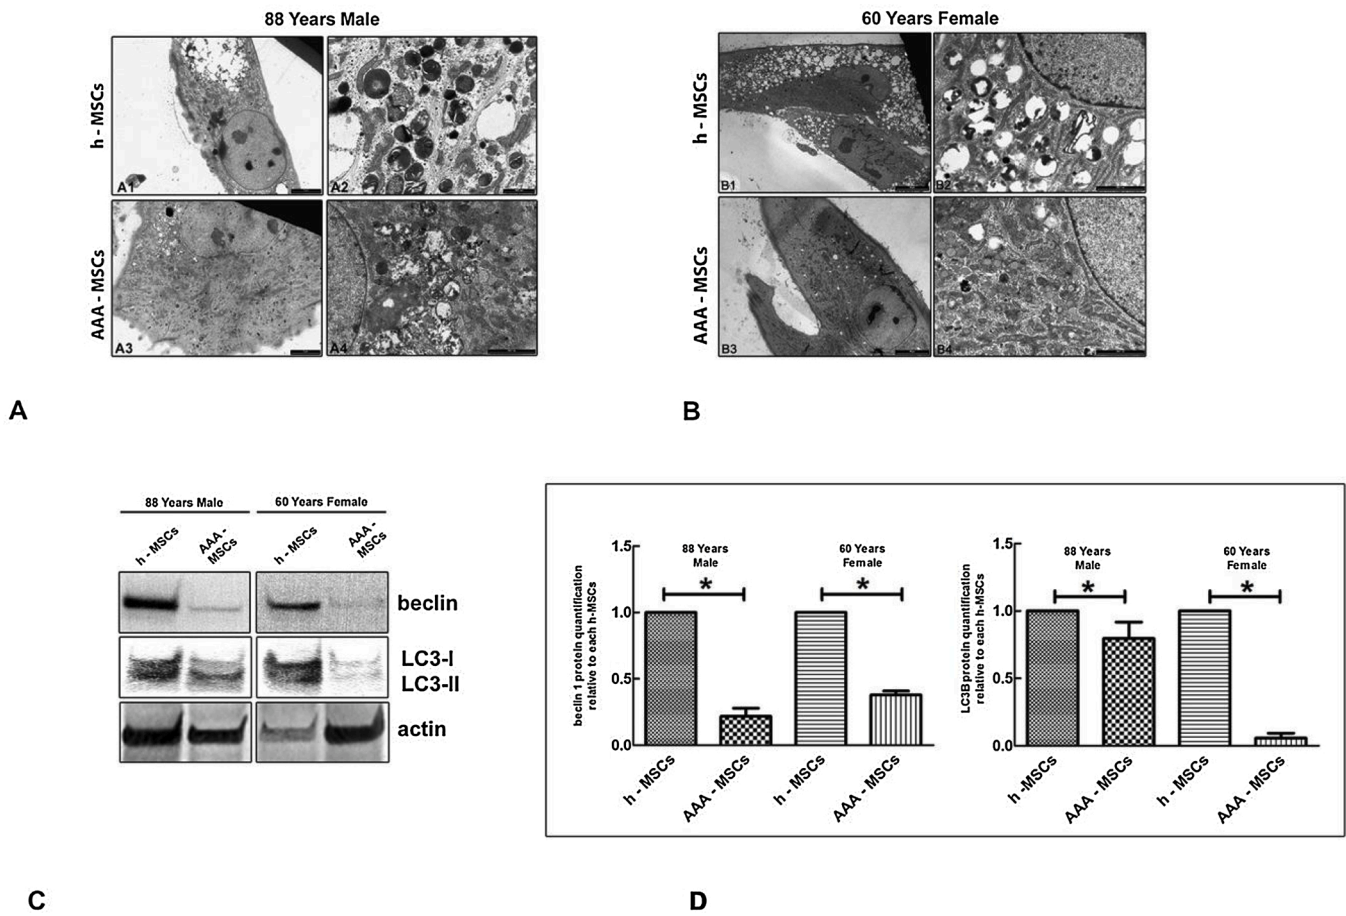 88 Years Male
h - MSCs
A1
A2
AAA - MSCs
A3
A4
A
60 Years Female
h - MSCs
B1
B2
AAA - MSCs
B3
B4
B
88 Years Male
60 Years Female
h - MSCs
AAA -
MSCs
h - MSCs
AAA -
MSCs
beclin
LC3-I
LC3-II
actin
C
beclin 1 protein quantification
relative to each h-MSCs
1.5
1.0
0.5
0.0
88 Years
Male
*
60 Years
Female
*
h - MSCs
AAA - MSCs
h - MSCs
AAA - MSCs
LC3B protein quantification
relative to each h-MSCs
1.5
1.0
0.5
0.0
88 Years
Male
*
60 Years
Female
*
h -MSCs
AAA - MSCs
h - MSCs
AAA - MSCs
D